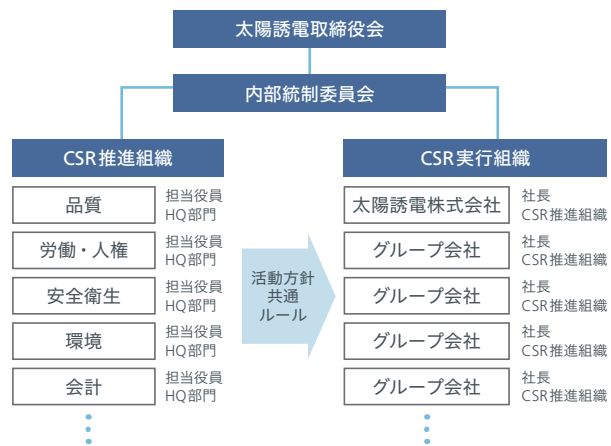 太陽誘電取締役会
内部統制委員会
CSR推進組織
品質
担当役員
HQ部門
労働・人権
担当役員
HQ部門
安全衛生
担当役員
HQ部門
環境
担当役員
HQ部門
会計
担当役員
HQ部門
活動方針
共通
ルール
CSR実行組織
太陽誘電株式会社
社長
CSR推進組織
グループ会社
社長
CSR推進組織
グループ会社
社長
CSR推進組織
グループ会社
社長
CSR推進組織
グループ会社
社長
CSR推進組織